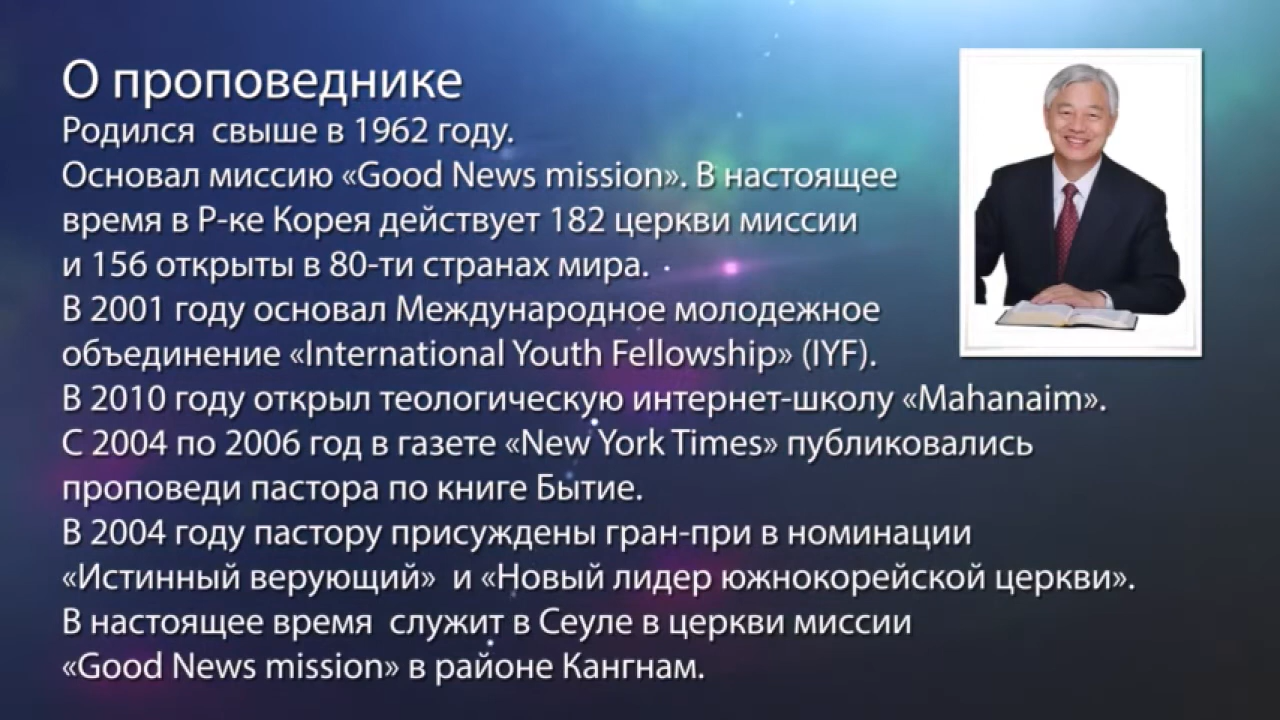 О проповеднике
Родился свыше в 1962 году.
Основал миссию «Good News mission». В настоящее
время в Р-ке Корея действует 182 церкви миссии
и 156 открыты в 80-ти странах мира.
В 2001 году основал Международное молодежное
объединение «International Youth Fellowship» (IYF).
В 2010 году открыл теологическую интернет-школу «Mahanaim».
С 2004 по 2006 год в газете «New York Times» публиковались
проповеди пастора по книге Бытие.
В 2004 году пастору присуждены гран-при в номинации
«Истинный верующий» и «Новый лидер южнокорейской церкви».
В настоящее время служит в Сеуле в церкви миссии
«Good News mission» в районе Кангнам.